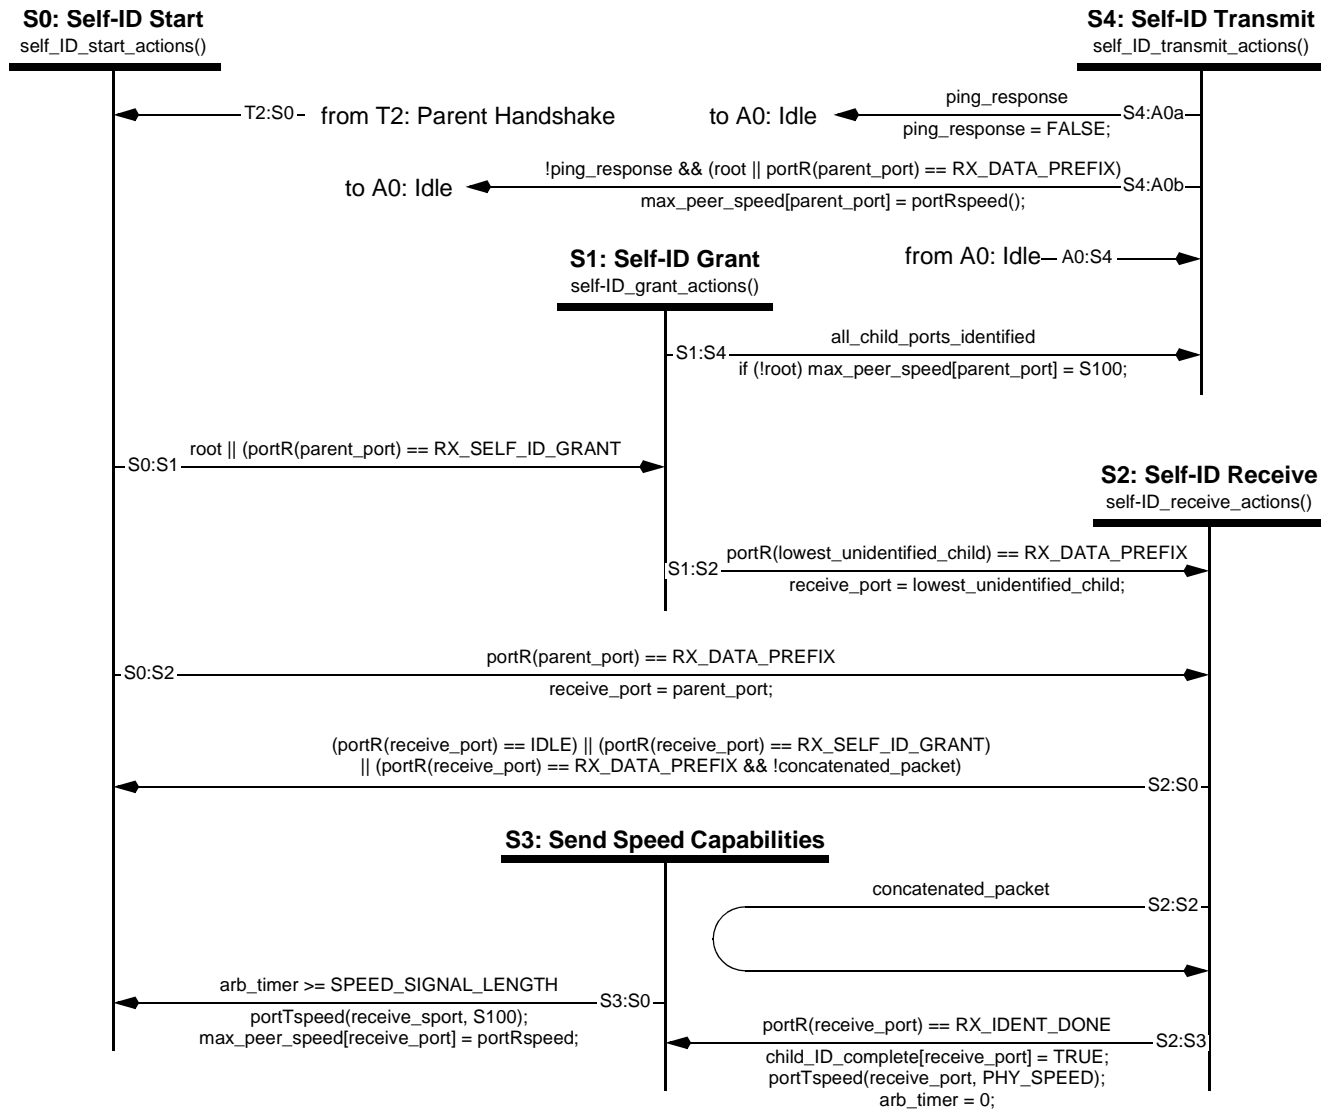 S0: Self-ID Start
self_ID_start_actions()
S4: Self-ID Transmit
self_ID_transmit_actions()
T2:S0
from T2: Parent Handshake
to A0: Idle
ping_response
S4:A0a
ping_response = FALSE;
to A0: Idle
!ping_response && (root || portR(parent_port) == RX_DATA_PREFIX)
S4:A0b
max_peer_speed[parent_port] = portRspeed();
from A0: Idle
A0:S4
S1: Self-ID Grant
self-ID_grant_actions()
all_child_ports_identified
S1:S4
if (!root) max_peer_speed[parent_port] = S100;
root || (portR(parent_port) == RX_SELF_ID_GRANT
S0:S1
S2: Self-ID Receive
self-ID_receive_actions()
portR(lowest_unidentified_child) == RX_DATA_PREFIX
S1:S2
receive_port = lowest_unidentified_child;
portR(parent_port) == RX_DATA_PREFIX
S0:S2
receive_port = parent_port;
(portR(receive_port) == IDLE) || (portR(receive_port) == RX_SELF_ID_GRANT)
|| (portR(receive_port) == RX_DATA_PREFIX && !concatenated_packet)
S2:S0
S3: Send Speed Capabilities
concatenated_packet
S2:S2
arb_timer >= SPEED_SIGNAL_LENGTH
S3:S0
portTspeed(receive_sport, S100);
max_peer_speed[receive_port] = portRspeed;
portR(receive_port) == RX_IDENT_DONE
S2:S3
child_ID_complete[receive_port] = TRUE;
portTspeed(receive_port, PHY_SPEED);
arb_timer = 0;